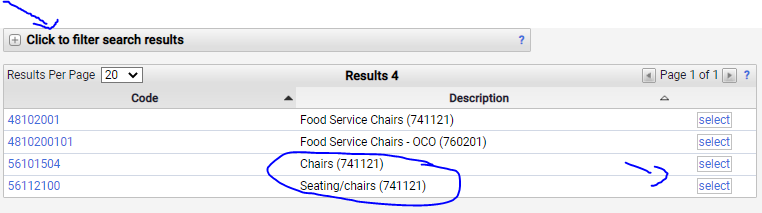 Click to filter search results ?
Results Per Page 20 Results 4 Page 1 of 1 ?
Code Description
48102001 Food Service Chairs (741121) select
4810200101 Food Service Chairs - OCO (760201) select
56101504 Chairs (741121) select
56112100 Seating/chairs (741121) select